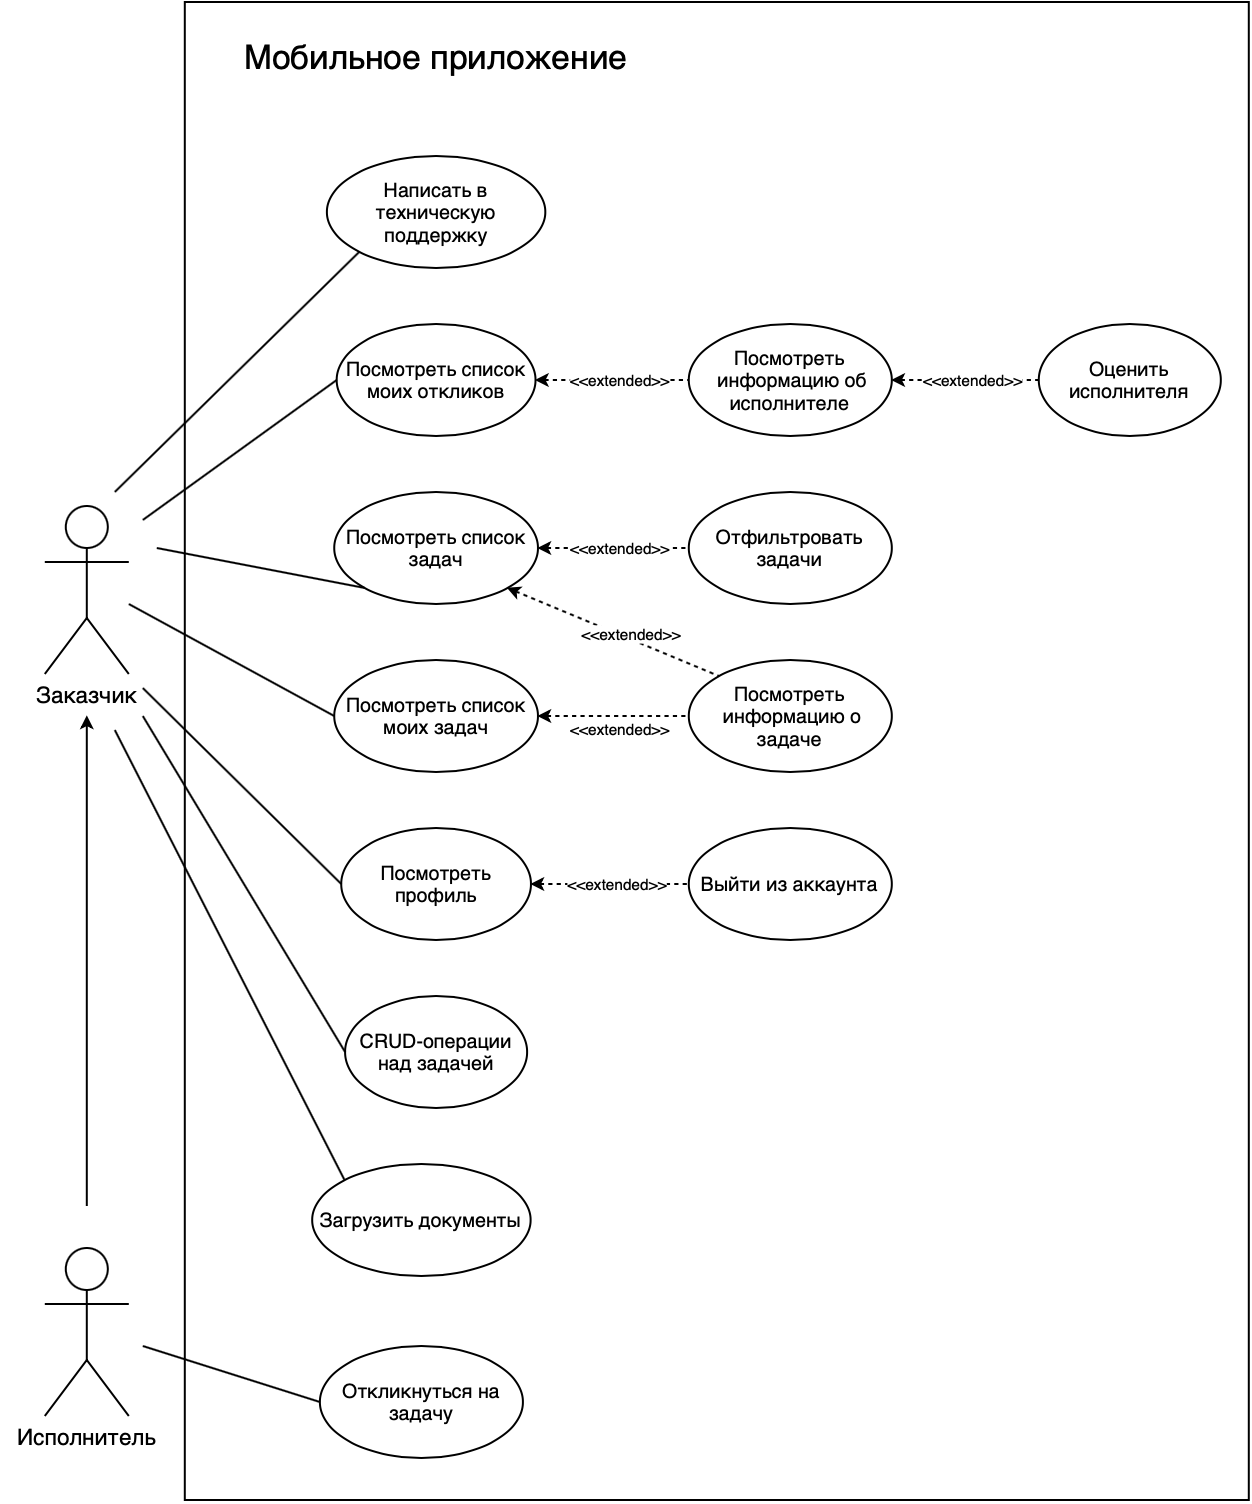 Мобильное приложение
Написать в
техническую
поддержку
Посмотреть список
моих откликов
<<extended>>
Посмотреть
информацию об
исполнителе
<<extended>>
Оценить
исполнителя
Посмотреть список
задач
<<extended>>
Отфильтровать
задачи
<<extended>>
Заказчик
Посмотреть список
моих задач
<<extended>>
Посмотреть
информацию о
задаче
Посмотреть
профиль
<<extended>>
Выйти из аккаунта
CRUD-операции
над задачей
Загрузить документы
Откликнуться на
задачу
Исполнитель